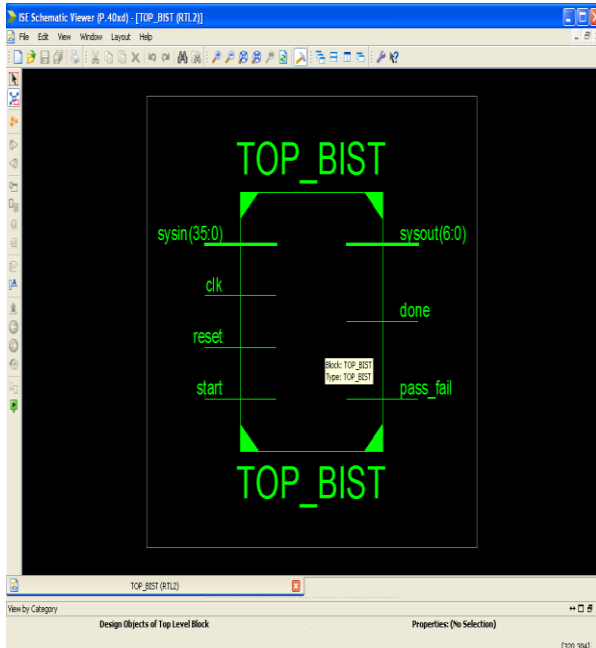 ISE Schematic Viewer (P.40xd) - [TOP_BIST (RTL2)]
File Edit View Window Layout Help
TOP_BIST
sysin(35:0) sysout(6:0)
clk
done
reset
Block: TOP_BIST
Type: TOP_BIST
start pass_fail
TOP_BIST
TOP_BIST (RTL2)
View by Category
Design Objects of Top Level Block Properties: (No Selection)
[320,304]